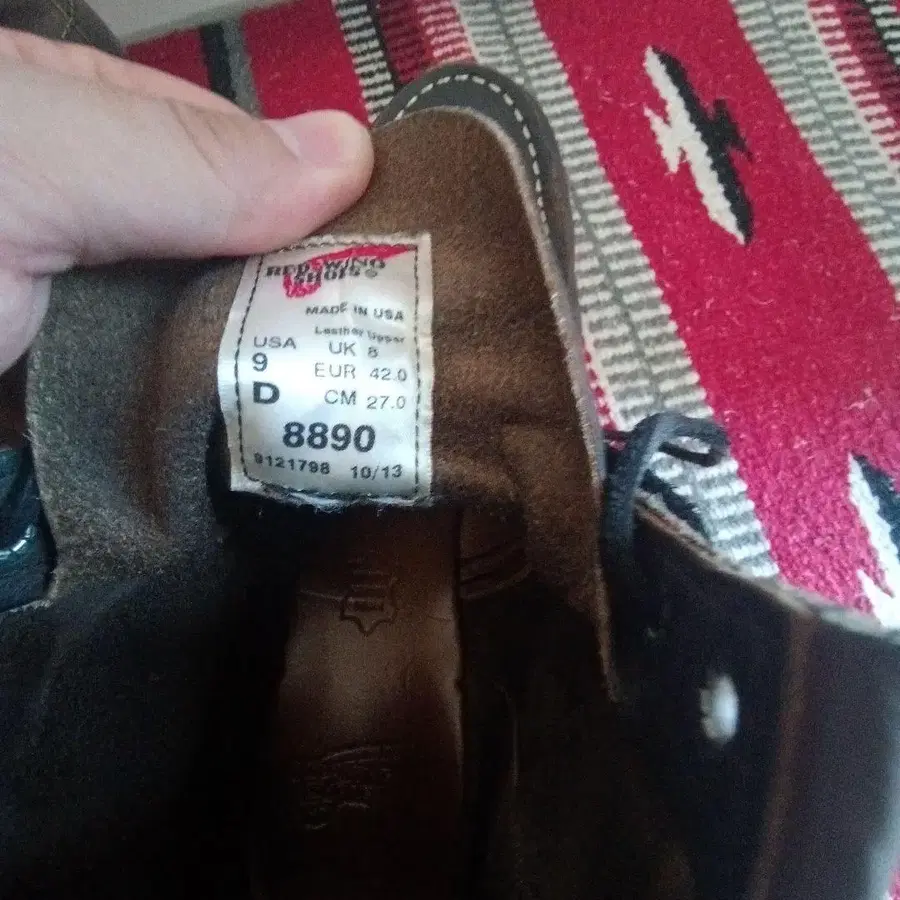 RED WING
SHOES®
MADE IN USA
Leather Upper
USA UK 8
9 EUR 42.0
D CM 27.0
8890
9121798 10/13